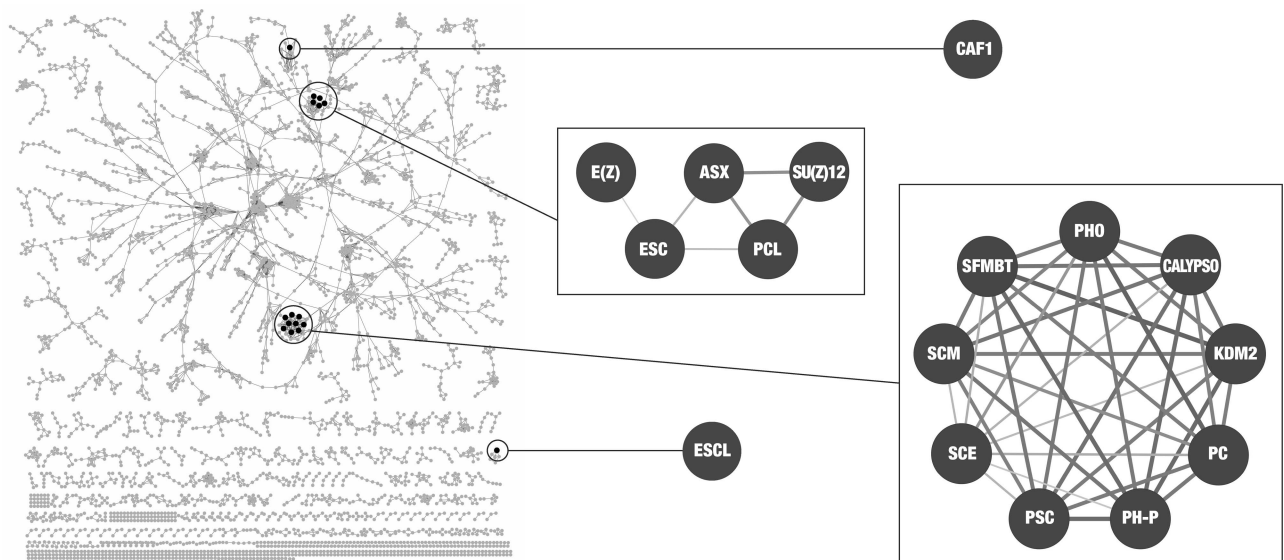 CAF1
E(Z)
ASX
SU(Z)12
ESC
PCL
PHO
SFMBT
CALYPSO
SCM
KDM2
SCE
PC
PSC
PH-P
ESCL